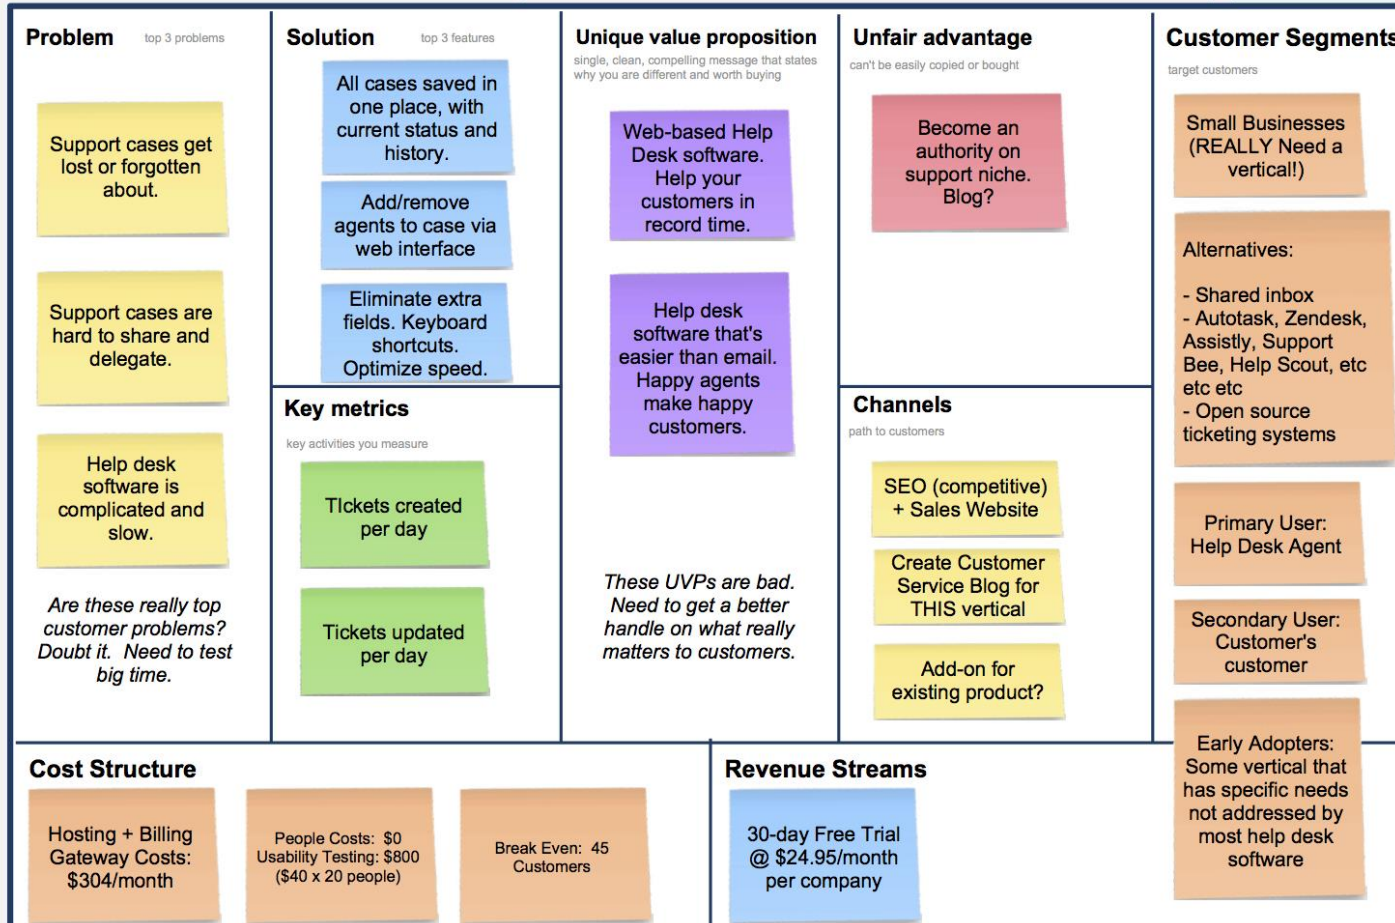 Problem
top 3 problems
Support cases get
lost or forgotten
about.
Support cases are
hard to share and
delegate.
Help desk
software is
complicated and
slow.
Are these really top
customer problems?
Doubt it. Need to test
big time.
Solution
top 3 features
All cases saved in
one place, with
current status and
history.
Add/remove
agents to case via
web interface
Eliminate extra
fields. Keyboard
shortcuts.
Optimize speed.
Key metrics
key activities you measure
TIckets created
per day
Tickets updated
per day
Unique value proposition
single, clean, compelling message that states
why you are different and worth buying
Web-based Help
Desk software.
Help your
customers in
record time.
Help desk
software that's
easier than email.
Happy agents
make happy
customers.
These UVPs are bad.
Need to get a better
handle on what really
matters to customers.
Unfair advantage
can't be easily copied or bought
Become an
authority on
support niche.
Blog?
Channels
path to customers
SEO (competitive)
+ Sales Website
Create Customer
Service Blog for
THIS vertical
Add-on for
existing product?
Customer Segments
target customers
Small Businesses
(REALLY Need a
vertical!)
Alternatives:
- Shared inbox
- Autotask, Zendesk,
Assistly, Support
Bee, Help Scout, etc
etc etc
- Open source
ticketing systems
Primary User:
Help Desk Agent
Secondary User:
Customer's
customer
Early Adopters:
Some vertical that
has specific needs
not addressed by
most help desk
software
Cost Structure
Hosting + Billing
Gateway Costs:
$304/month
People Costs: $0
Usability Testing: $800
($40 x 20 people)
Break Even: 45
Customers
Revenue Streams
30-day Free Trial
@ $24.95/month
per company